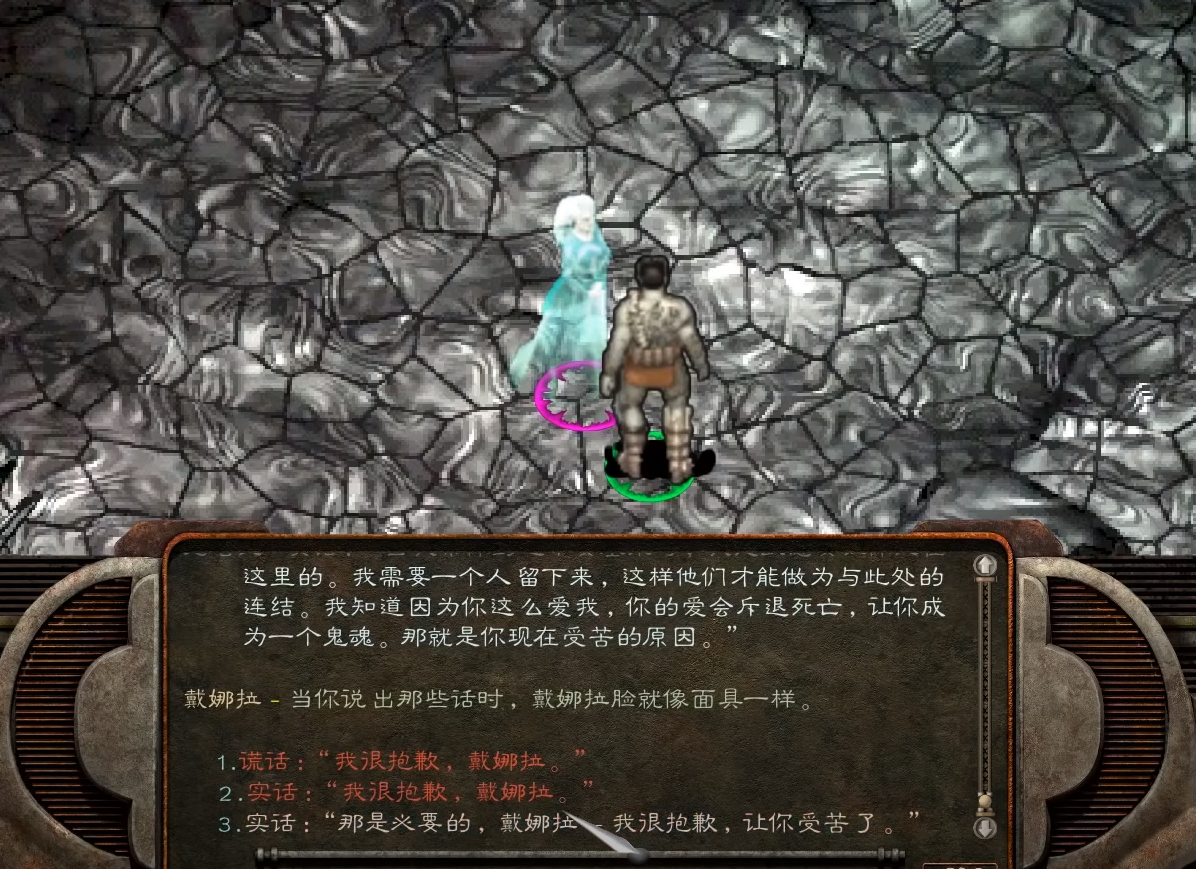 这里的。我需要一个人留下来，这样他们才能做为与此处的
连结。我知道因为你这么爱我，你的爱会斥退死亡，让你成
为一个鬼魂。那就是你现在受苦的原因。”
戴娜拉 - 当你说出那些话时，戴娜拉脸就像面具一样。
1.谎话：“我很抱歉，戴娜拉。”
2.实话：“我很抱歉，戴娜拉。”
3.实话：“那是必要的，戴娜拉 - 我很抱歉，让你受苦了。”